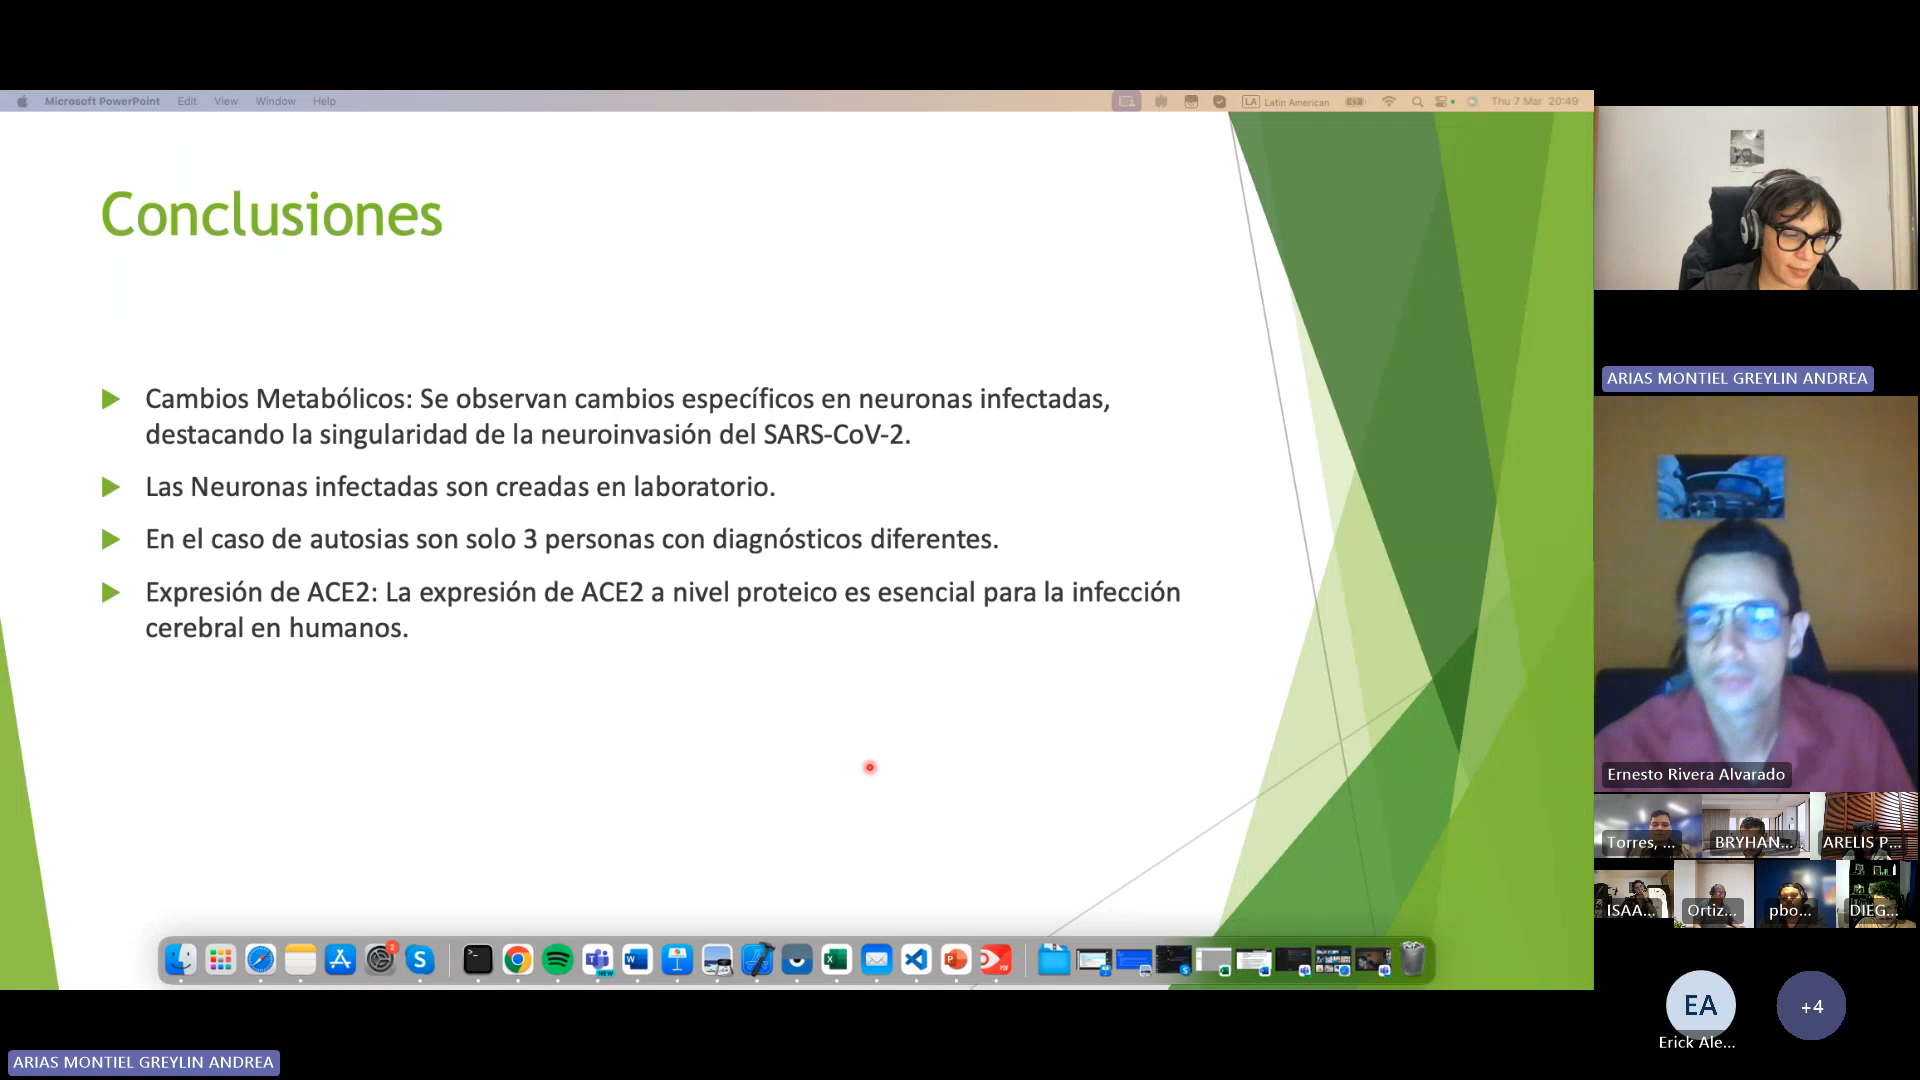 Microsoft PowerPoint Edit View Window Help
LA Latin American Thu 7 Mar 20:49
Conclusiones
Cambios Metabólicos: Se observan cambios específicos en neuronas infectadas,
destacando la singularidad de la neuroinvasión del SARS-CoV-2.
Las Neuronas infectadas son creadas en laboratorio.
En el caso de autosias son solo 3 personas con diagnósticos diferentes.
Expresión de ACE2: La expresión de ACE2 a nivel proteico es esencial para la infección
cerebral en humanos.
ARIAS MONTIEL GREYLIN ANDREA
Ernesto Rivera Alvarado
Torres, ...
BRYHAN...
ARELIS P...
ISAA...
Ortiz...
pbo...
DIEG...
EA
+4
Erick Ale...
2
NEW
ARIAS MONTIEL GREYLIN ANDREA